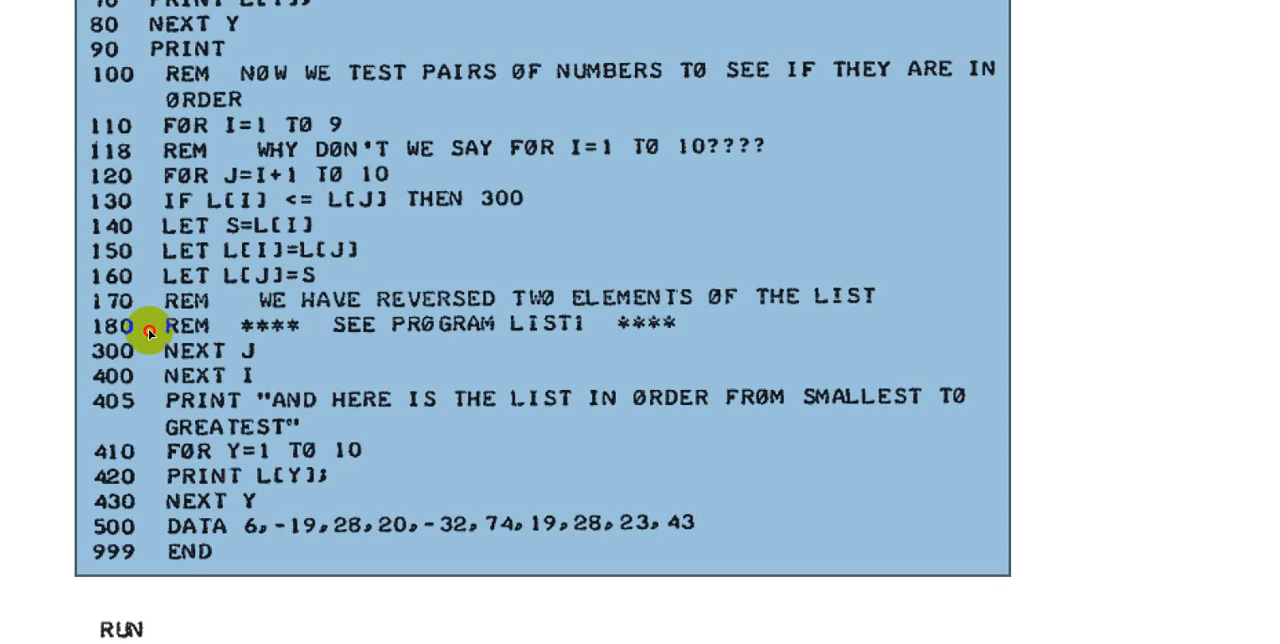 80 NEXT Y
90 PRINT
100 REM NØW WE TEST PAIRS ØF NUMBERS TØ SEE IF THEY ARE IN
ØRDER
110 FØR I=1 TØ 9
118 REM WHY DØN'T WE SAY FØR I=1 TØ 10????
120 FØR J=I+1 TØ 10
130 IF L[I] <= L[J] THEN 300
140 LET S=L[I]
150 LET L[I]=L[J]
160 LET L[J]=S
170 REM WE HAVE REVERSED TWØ ELEMENTS ØF THE LIST
180 REM **** SEE PRØGRAM LIST1 ****
300 NEXT J
400 NEXT I
405 PRINT "AND HERE IS THE LIST IN ØRDER FRØM SMALLEST TØ
GREATEST"
410 FØR Y=1 TØ 10
420 PRINT L[Y];
430 NEXT Y
500 DATA 6,-19,28,20,-32,74,19,28,23,43
999 END
RUN